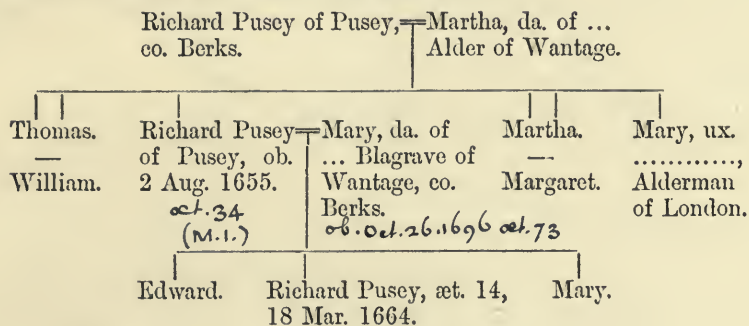 Richard Pusey of Pusey, co. Berks.
Martha, da. of ... Alder of Wantage.
Thomas.
—
William.
Richard Pusey
of Pusey, ob.
2 Aug. 1655.
æt. 34
(M.I.)
Mary, da. of
... Blagrave of
Wantage, co.
Berks.
ob. Oct. 26. 1696 æt. 73
Martha.
—
Margaret.
Mary, ux.
............,
Alderman
of London.
Edward.
Richard Pusey, æt. 14,
18 Mar. 1664.
Mary.